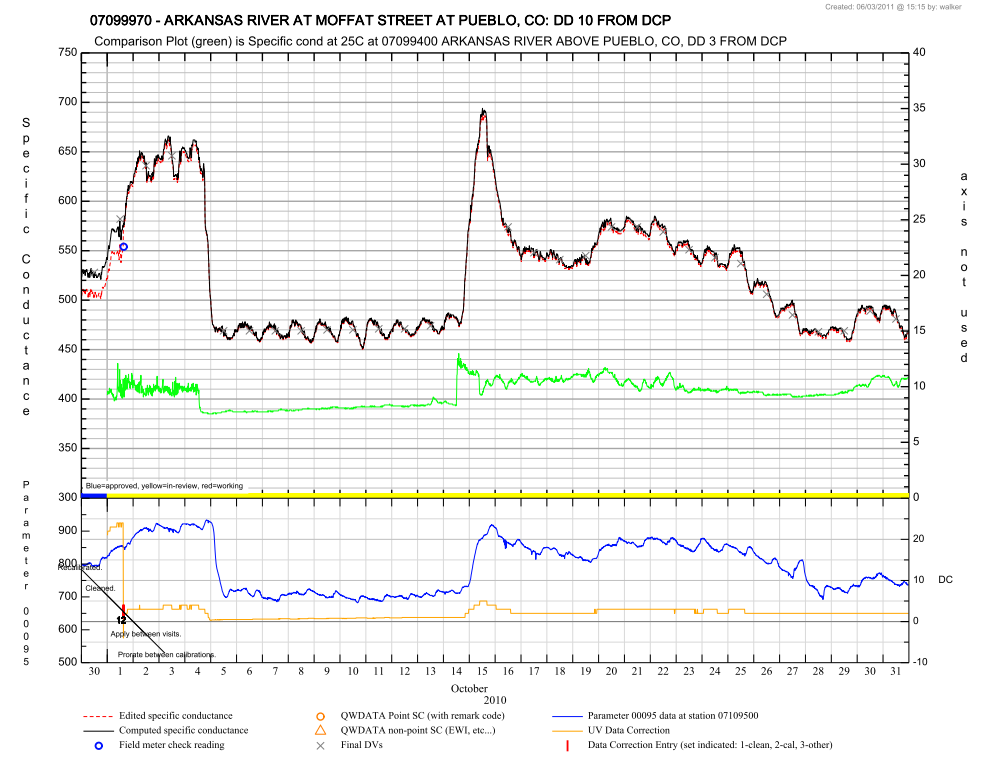 Created: 06/03/2011 @ 15:15 by: walker
07099970 - ARKANSAS RIVER AT MOFFAT STREET AT PUEBLO, CO: DD 10 FROM DCP
Comparison Plot (green) is Specific cond at 25C at 07099400 ARKANSAS RIVER ABOVE PUEBLO, CO, DD 3 FROM DCP
Specific Conductance
750
700
650
600
550
500
450
400
350
300
40
35
30
25
20
15
10
5
0
axis not used
Blue=approved, yellow=in-review, red=working
Parameter 00095
900
800
700
600
500
20
10
0
-10
DC
Recalibrated.
Cleaned.
12
Apply between visits.
Prorate between calibrations.
30 1 2 3 4 5 6 7 8 9 10 11 12 13 14 15 16 17 18 19 20 21 22 23 24 25 26 27 28 29 30 31
October
2010
Edited specific conductance
Computed specific conductance
Field meter check reading
QWDATA Point SC (with remark code)
QWDATA non-point SC (EWI, etc...)
Final DVs
Parameter 00095 data at station 07109500
UV Data Correction
Data Correction Entry (set indicated: 1-clean, 2-cal, 3-other)